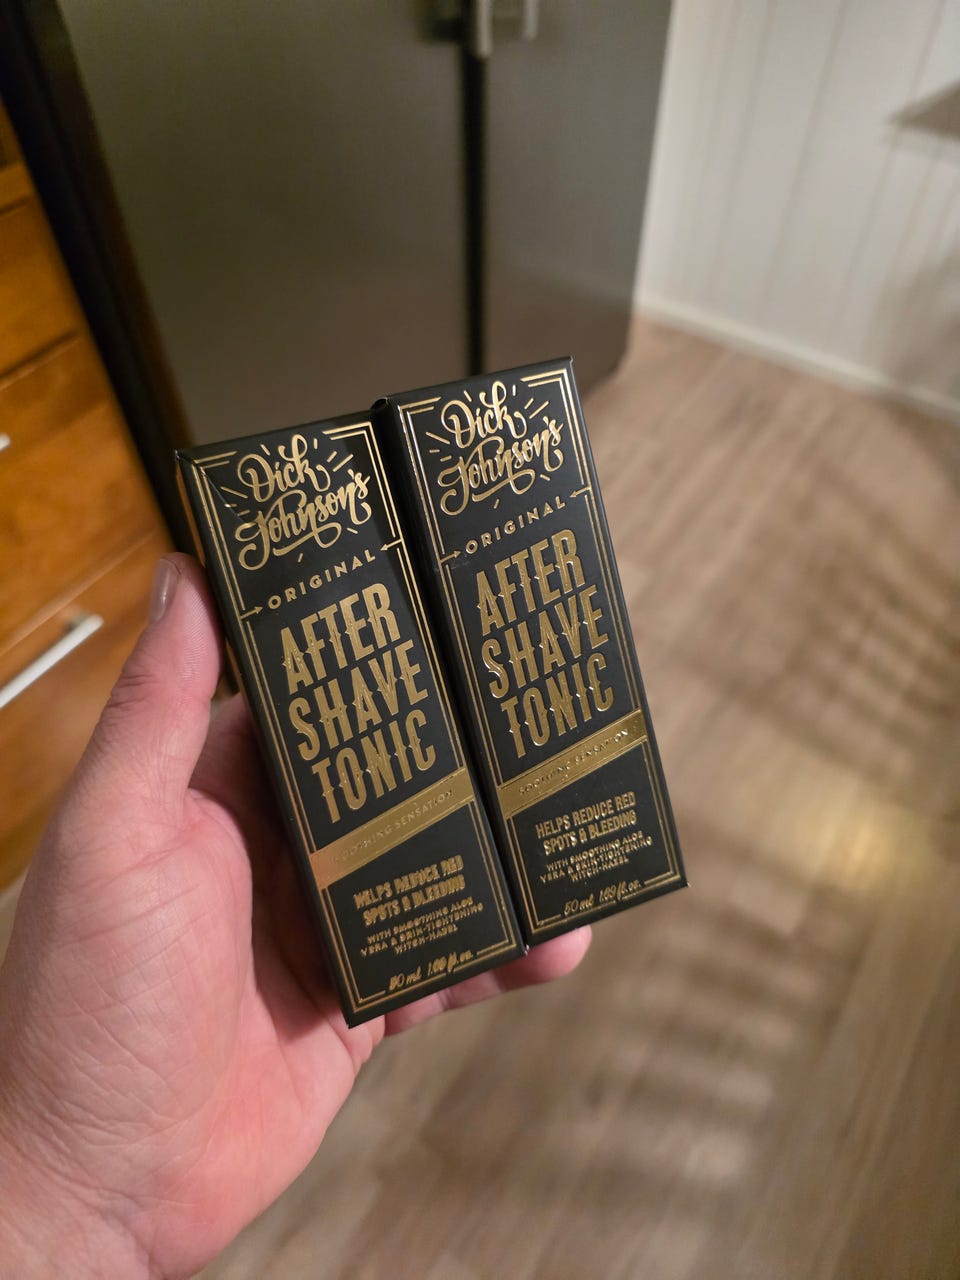 Dick
Johnson's
ORIGINAL
AFTER
SHAVE
TONIC
SOOTHING SENSATION
HELPS REDUCE RED
SPOTS & BLEEDING
WITH SMOOTHING ALOE
VERA & SKIN-TIGHTENING
WITCH-HAZEL
50 ml 1.69 fl.oz.
Dick
Johnson's
ORIGINAL
AFTER
SHAVE
TONIC
SOOTHING SENSATION
HELPS REDUCE RED
SPOTS & BLEEDING
WITH SMOOTHING ALOE
VERA & SKIN-TIGHTENING
WITCH-HAZEL
50 ml 1.69 fl.oz.